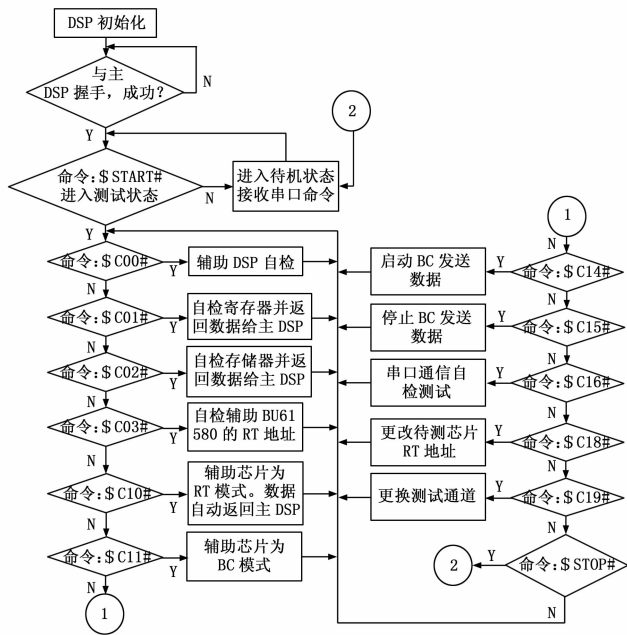 DSP 初始化
与主
DSP 握手，成功？
N
Y
2
命令：$ START#
进入测试状态
N
进入待机状态
接收串口命令
Y
命令：$ C00#
Y
辅助 DSP 自检
N
命令：$ C01#
Y
自检寄存器并返
回数据给主 DSP
N
命令：$ C02#
Y
自检存储器并返
回数据给主 DSP
N
命令：$ C03#
Y
自检辅助 BU61
580 的 RT 地址
N
命令：$ C10#
Y
辅助芯片为
RT 模式。数据
自动返回主 DSP
N
命令：$ C11#
Y
辅助芯片为
BC 模式
N
1
1
N
命令：$ C14#
Y
启动 BC 发送
数据
N
命令：$ C15#
Y
停止 BC 发送
数据
N
命令：$ C16#
Y
串口通信自
检测试
N
命令：$ C18#
Y
更改待测芯片
RT 地址
N
命令：$ C19#
Y
更换测试通道
N
命令：$ STOP#
Y
2
N